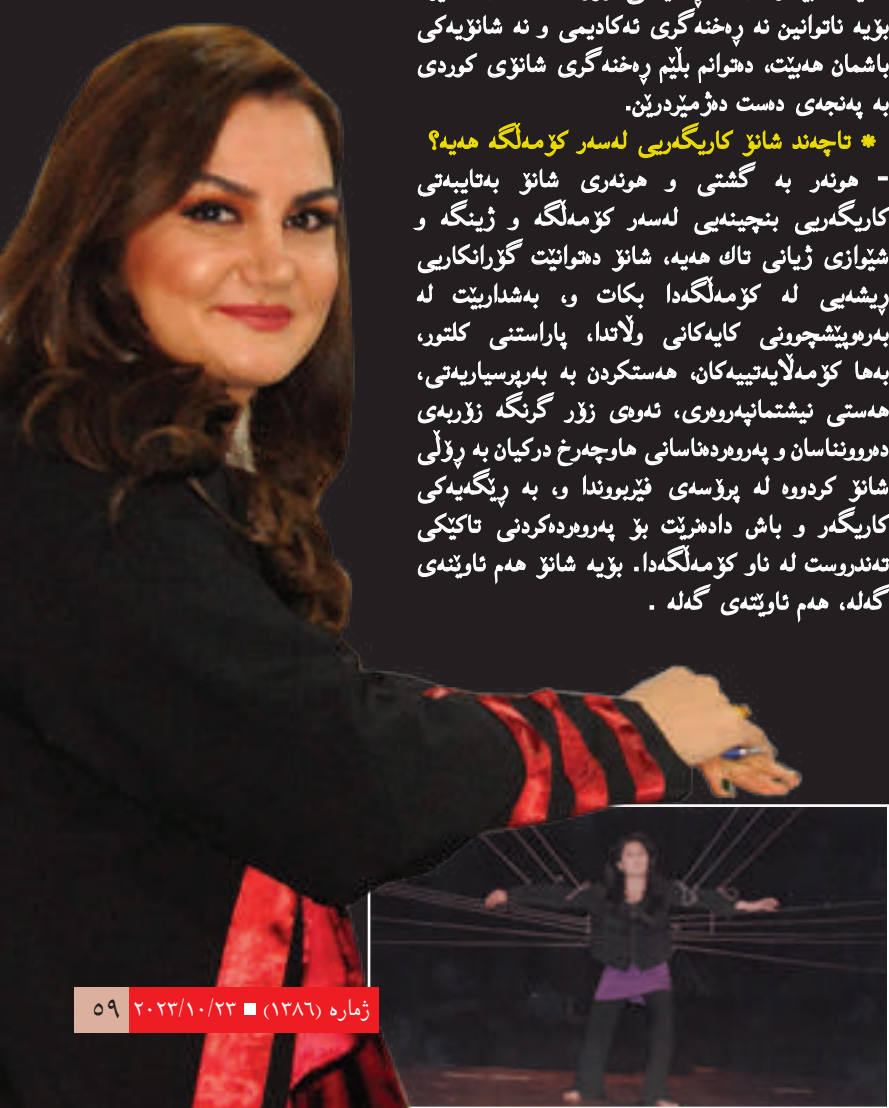 بۆیە ناتوانین نە ڕەخنەگری ئەکادیمی و نە شانۆیەکی
باشمان هەبێت، دەتوانم بڵێم ڕەخنەگری شانۆی کوردی
بە پەنجەی دەست دەژمێردرێن.
* تاچەند شانۆ کاریگەریی لەسەر کۆمەڵگە هەیە؟
- هونەر بە گشتی و هونەری شانۆ بەتایبەتی
کاریگەریی بنچینەیی لەسەر کۆمەڵگە و ژینگە و
شێوازی ژیانی تاك هەیە، شانۆ دەتوانێت گۆڕانکاریی
ڕیشەیی لە کۆمەڵگەدا بکات و، بەشداربێت لە
بەرەوپێشچوونی کایەکانی وڵاتدا، پاراستنی کلتور،
بەها کۆمەڵایەتییەکان، هەستکردن بە بەرپرسیاریەتی،
هەستی نیشتمانپەروەری، ئەوەی زۆر گرنگە زۆربەی
دەروونناسان و پەروەردەناسانی هاوچەرخ درکیان بە ڕۆڵی
شانۆ کردووە لە پرۆسەی فێربووندا و، بە ڕێگەیەکی
کاریگەر و باش دادەنرێت بۆ پەروەردەکردنی تاکێکی
تەندروست لە ناو کۆمەڵگەدا. بۆیە شانۆ هەم ئاوێنەی
گەلە، هەم ئاوێتەی گەلە .
ژمارە (١٣٨٦) ■ ٢٠٢٣/١٠/٢٣ ٥٩